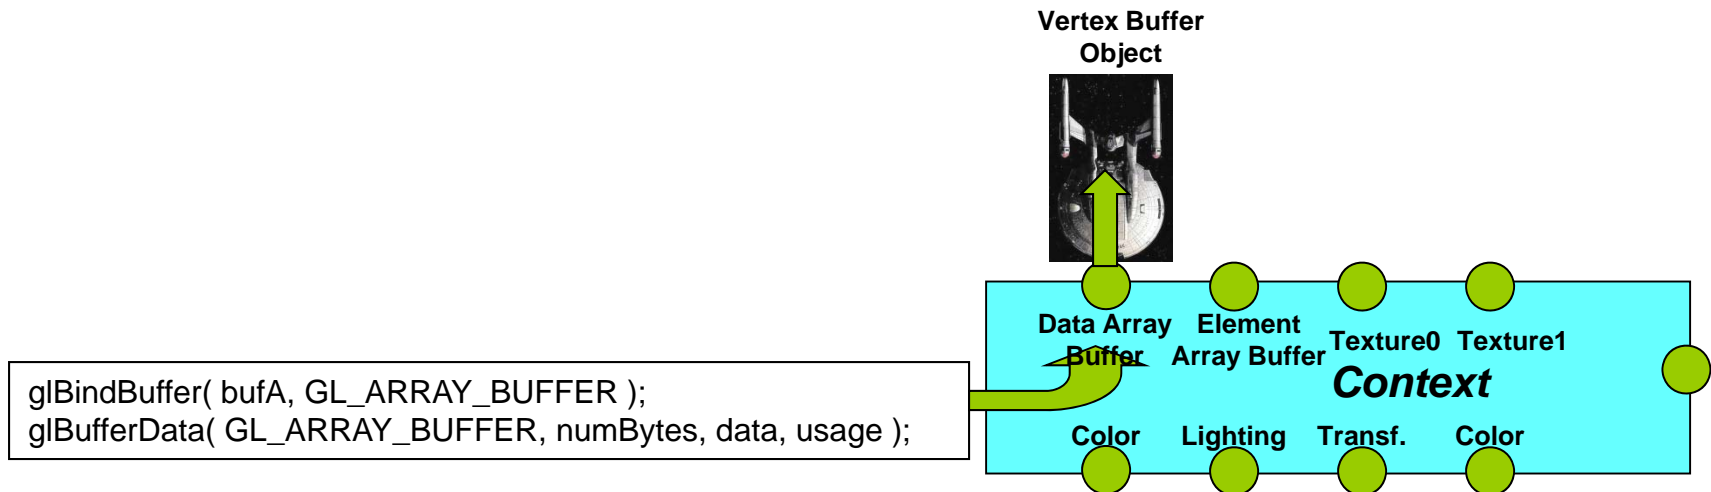 Vertex Buffer
Object
Data Array
Buffer
Element
Array Buffer
Texture0
Texture1
Context
glBindBuffer( bufA, GL_ARRAY_BUFFER );
glBufferData( GL_ARRAY_BUFFER, numBytes, data, usage );
Color
Lighting
Transf.
Color